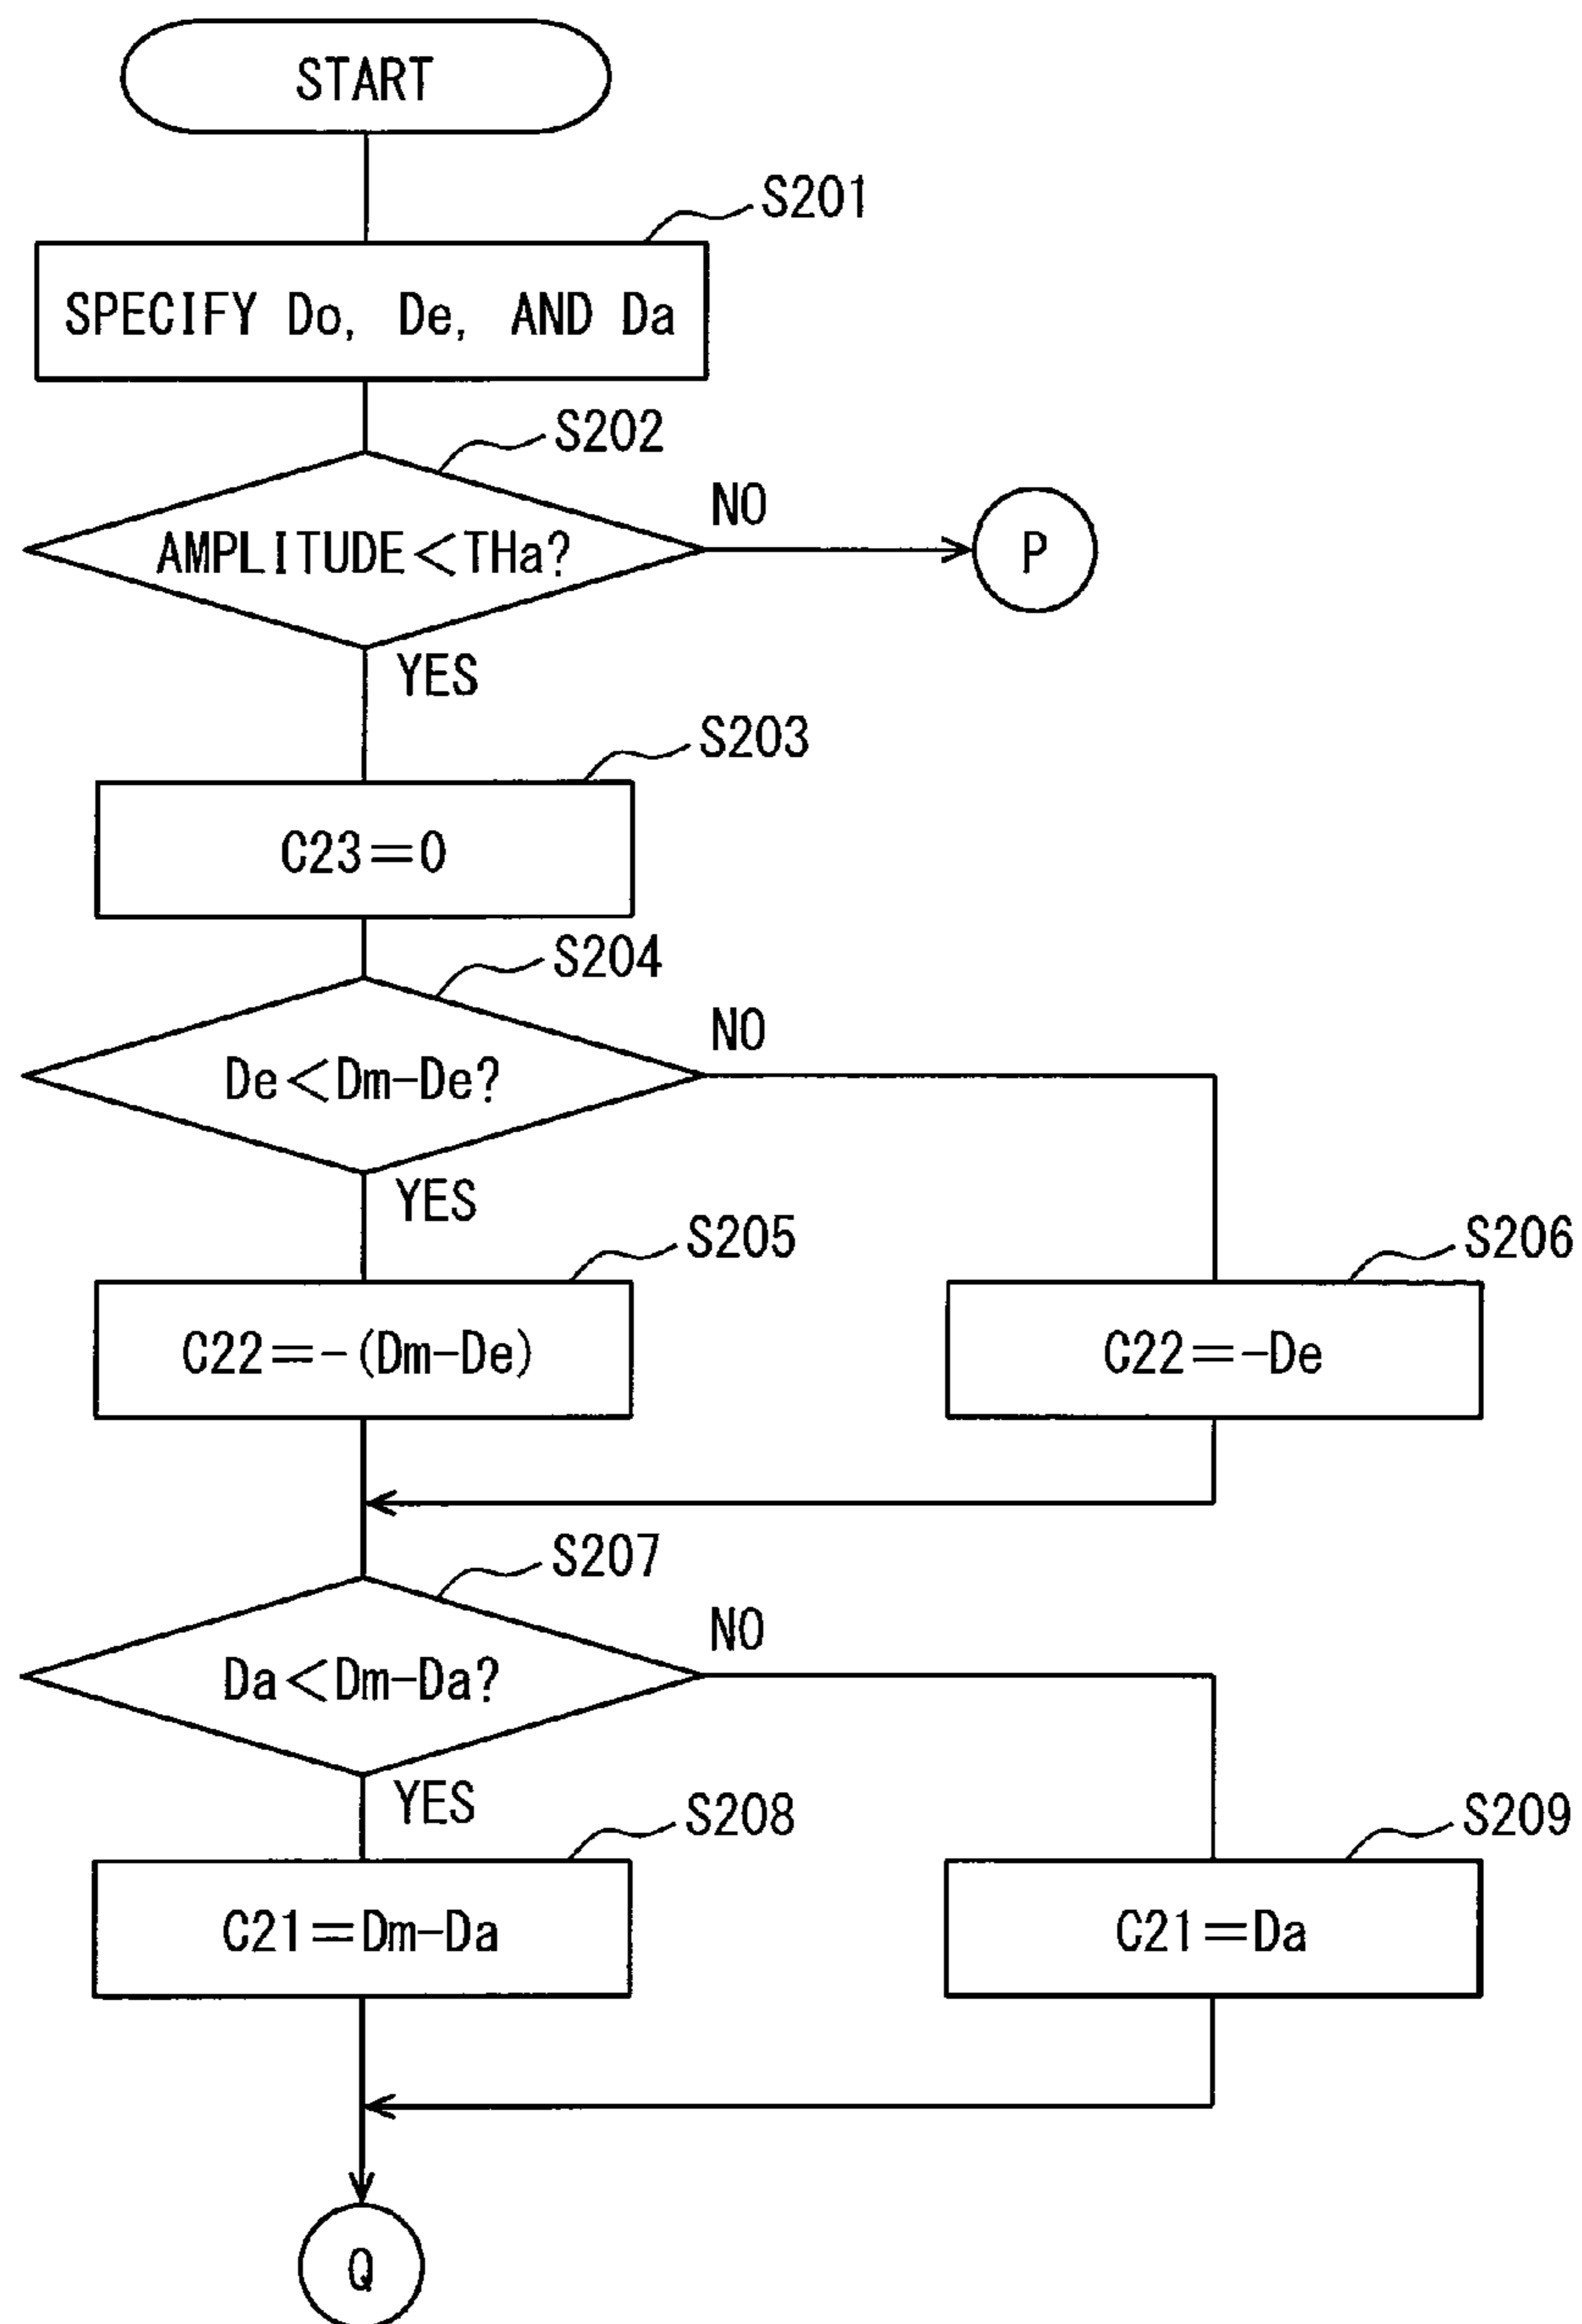 START
S201
SPECIFY Do, De, AND Da
S202
NO
AMPLITUDE<THa?
P
YES
S203
C23=0
S204
NO
De<Dm-De?
YES
S205
S206
C22=-(Dm-De)
C22=-De
S207
NO
Da<Dm-Da?
YES
S208
S209
C21=Dm-Da
C21=Da
Q